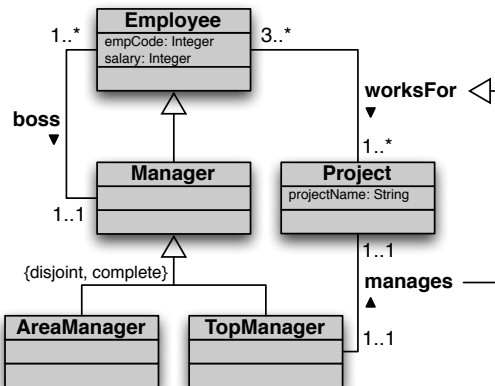 Employee
empCode: Integer
salary: Integer
1..*
3..*
worksFor
▼
boss
▼
1..*
Manager
Project
projectName: String
1..1
1..1
{disjoint, complete}
manages
▲
AreaManager
TopManager
1..1